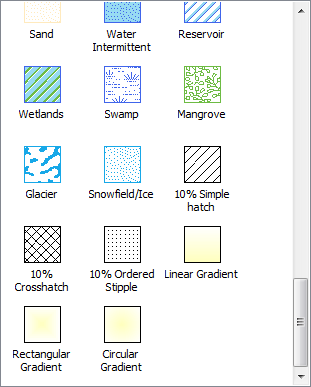 Sand
Water
Intermittent
Reservoir
Wetlands
Swamp
Mangrove
Glacier
Snowfield/Ice
10% Simple
hatch
10%
Crosshatch
10% Ordered
Stipple
Linear Gradient
Rectangular
Gradient
Circular
Gradient